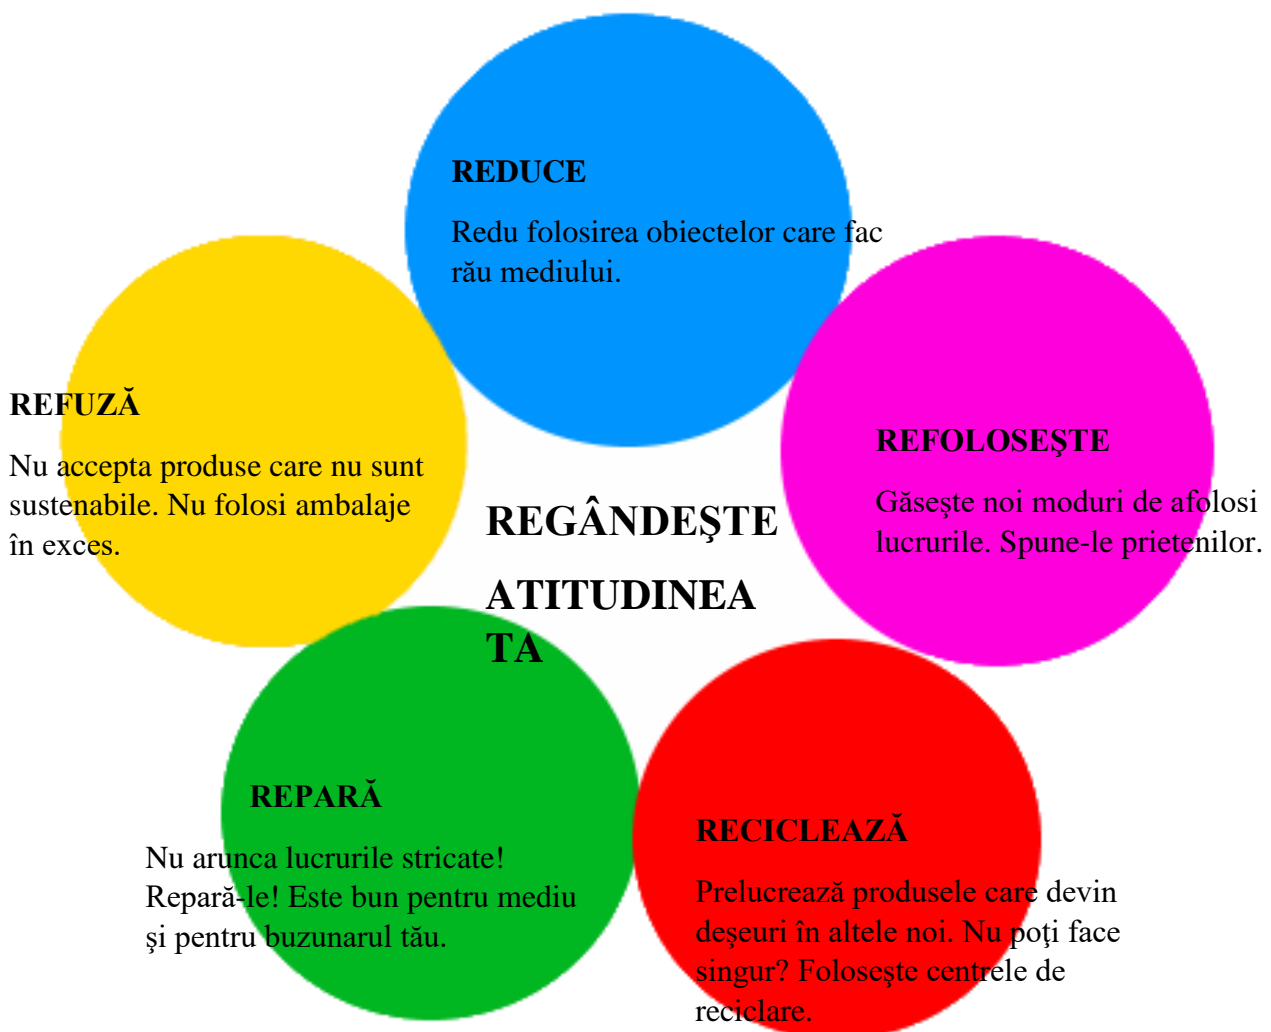 REDUCE
Redu folosirea obiectelor care fac
rău mediului.
REFUZĂ
Nu accepta produse care nu sunt
sustenabile. Nu folosi ambalaje
în exces.
REFOLOSEŞTE
Găseşte noi moduri de afolosi
lucrurile. Spune-le prietenilor.
REGÂNDEŞTE
ATITUDINEA
TA
REPARĂ
Nu arunca lucrurile stricate!
Repară-le! Este bun pentru mediu
şi pentru buzunarul tău.
RECICLEAZĂ
Prelucrează produsele care devin
deșeuri în altele noi. Nu poţi face
singur? Foloseşte centrele de
reciclare.